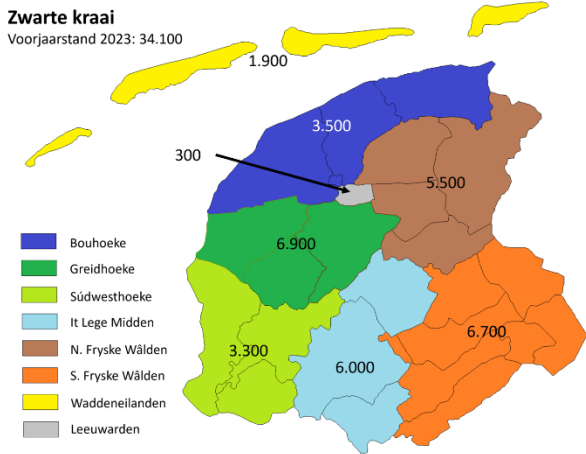 Zwarte kraai
Voorjaarstand 2023: 34.100
1.900
3.500
300
5.500
6.900
Bouhoeke
Greidhoeke
Súdwesthoeke
It Lege Midden
N. Fryske Wâlden
S. Fryske Wâlden
Waddeneilanden
Leeuwarden
3.300
6.000
6.700